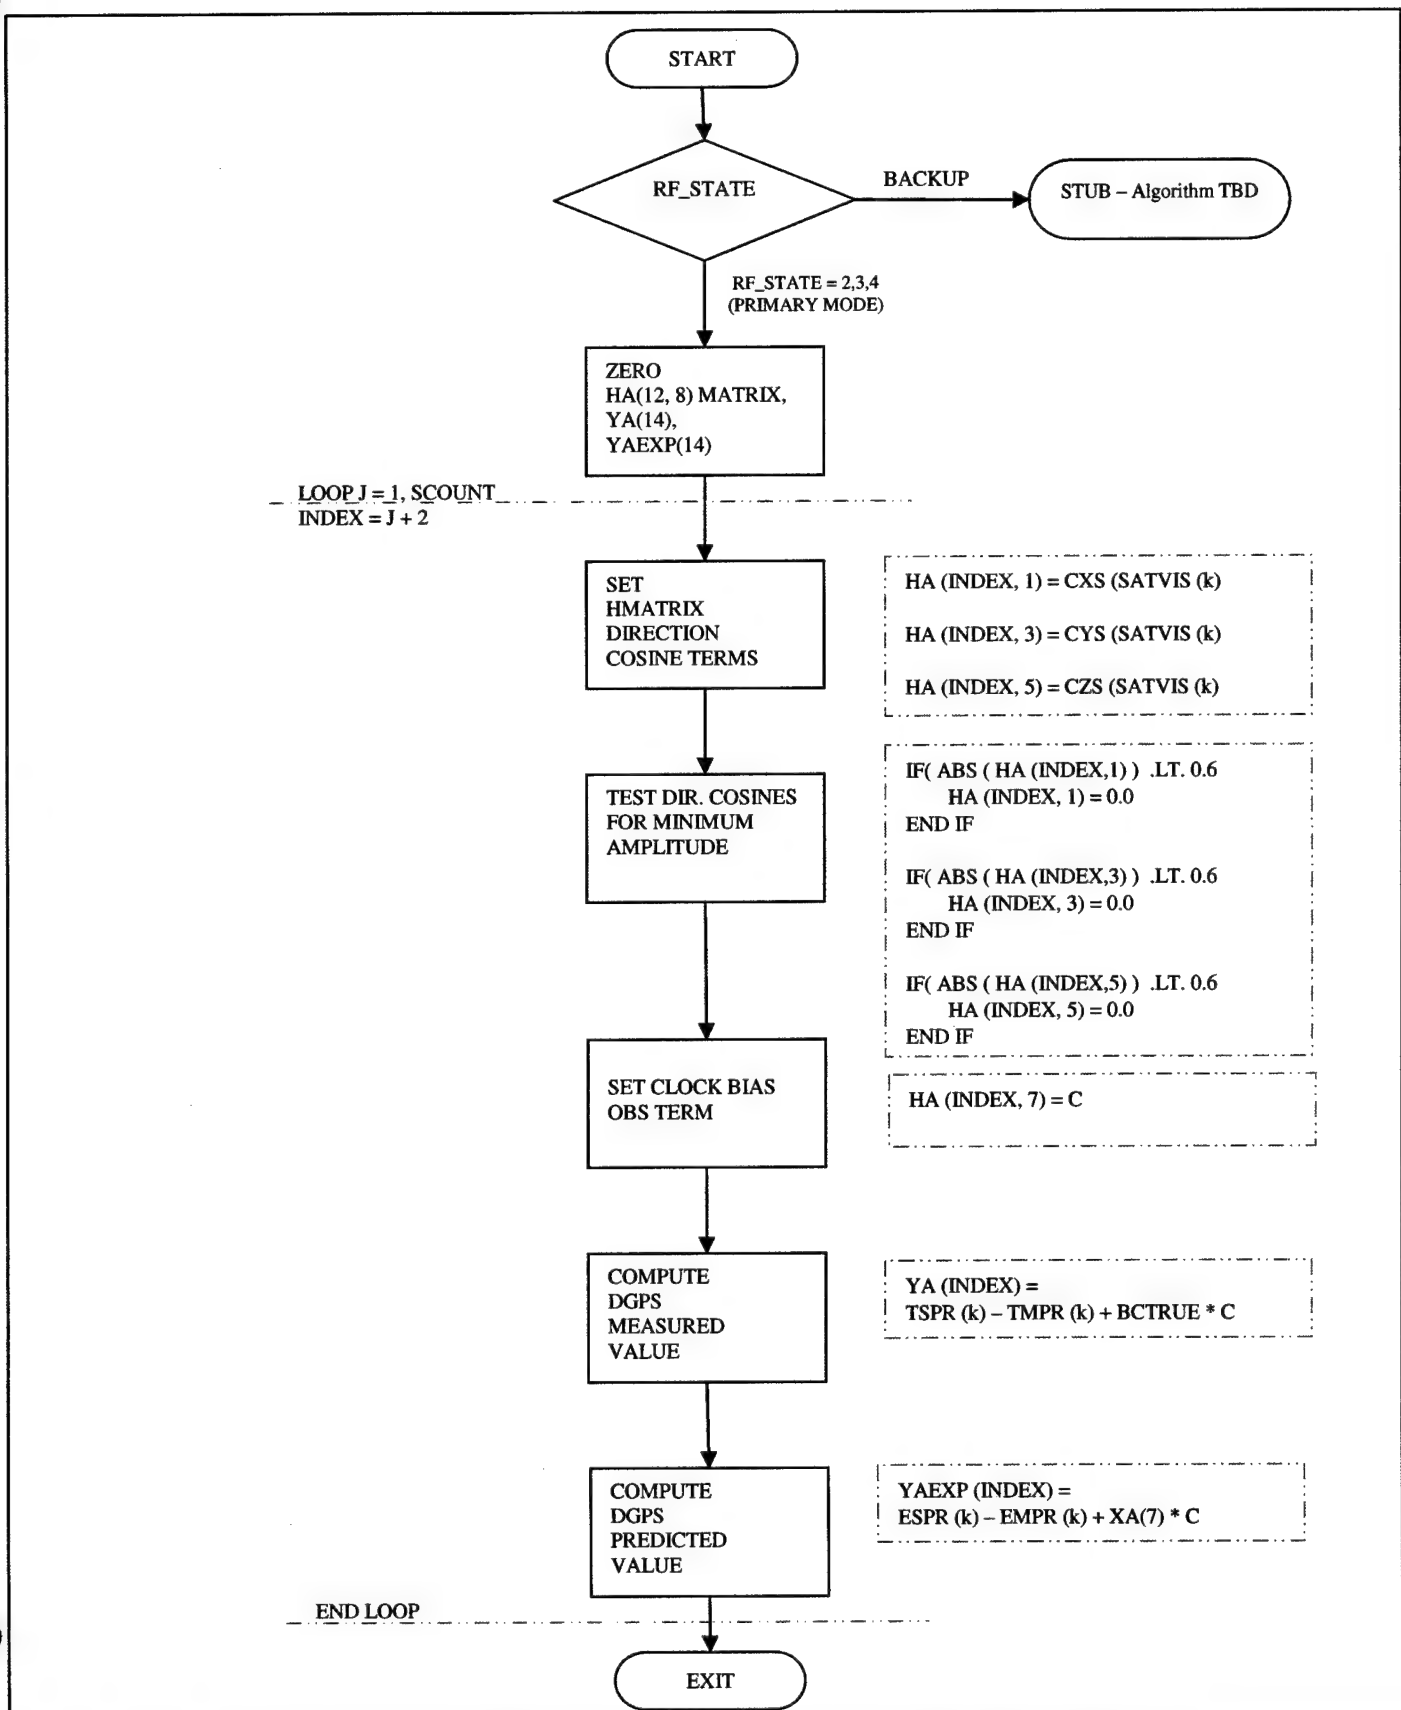 START
RF_STATE
BACKUP
STUB – Algorithm TBD
RF_STATE = 2,3,4
(PRIMARY MODE)
ZERO
HA(12, 8) MATRIX,
YA(14),
YAEXP(14)
LOOP J = 1, SCOUNT
INDEX = J + 2
SET
HMATRIX
DIRECTION
COSINE TERMS
HA (INDEX, 1) = CXS (SATVIS (k)
HA (INDEX, 3) = CYS (SATVIS (k)
HA (INDEX, 5) = CZS (SATVIS (k)
TEST DIR. COSINES
FOR MINIMUM
AMPLITUDE
IF( ABS ( HA (INDEX,1) ) .LT. 0.6
HA (INDEX, 1) = 0.0
END IF
IF( ABS ( HA (INDEX,3) ) .LT. 0.6
HA (INDEX, 3) = 0.0
END IF
IF( ABS ( HA (INDEX,5) ) .LT. 0.6
HA (INDEX, 5) = 0.0
END IF
SET CLOCK BIAS
OBS TERM
HA (INDEX, 7) = C
COMPUTE
DGPS
MEASURED
VALUE
YA (INDEX) =
TSPR (k) – TMPR (k) + BCTRUE * C
COMPUTE
DGPS
PREDICTED
VALUE
YAEXP (INDEX) =
ESPR (k) – EMPR (k) + XA(7) * C
END LOOP
EXIT